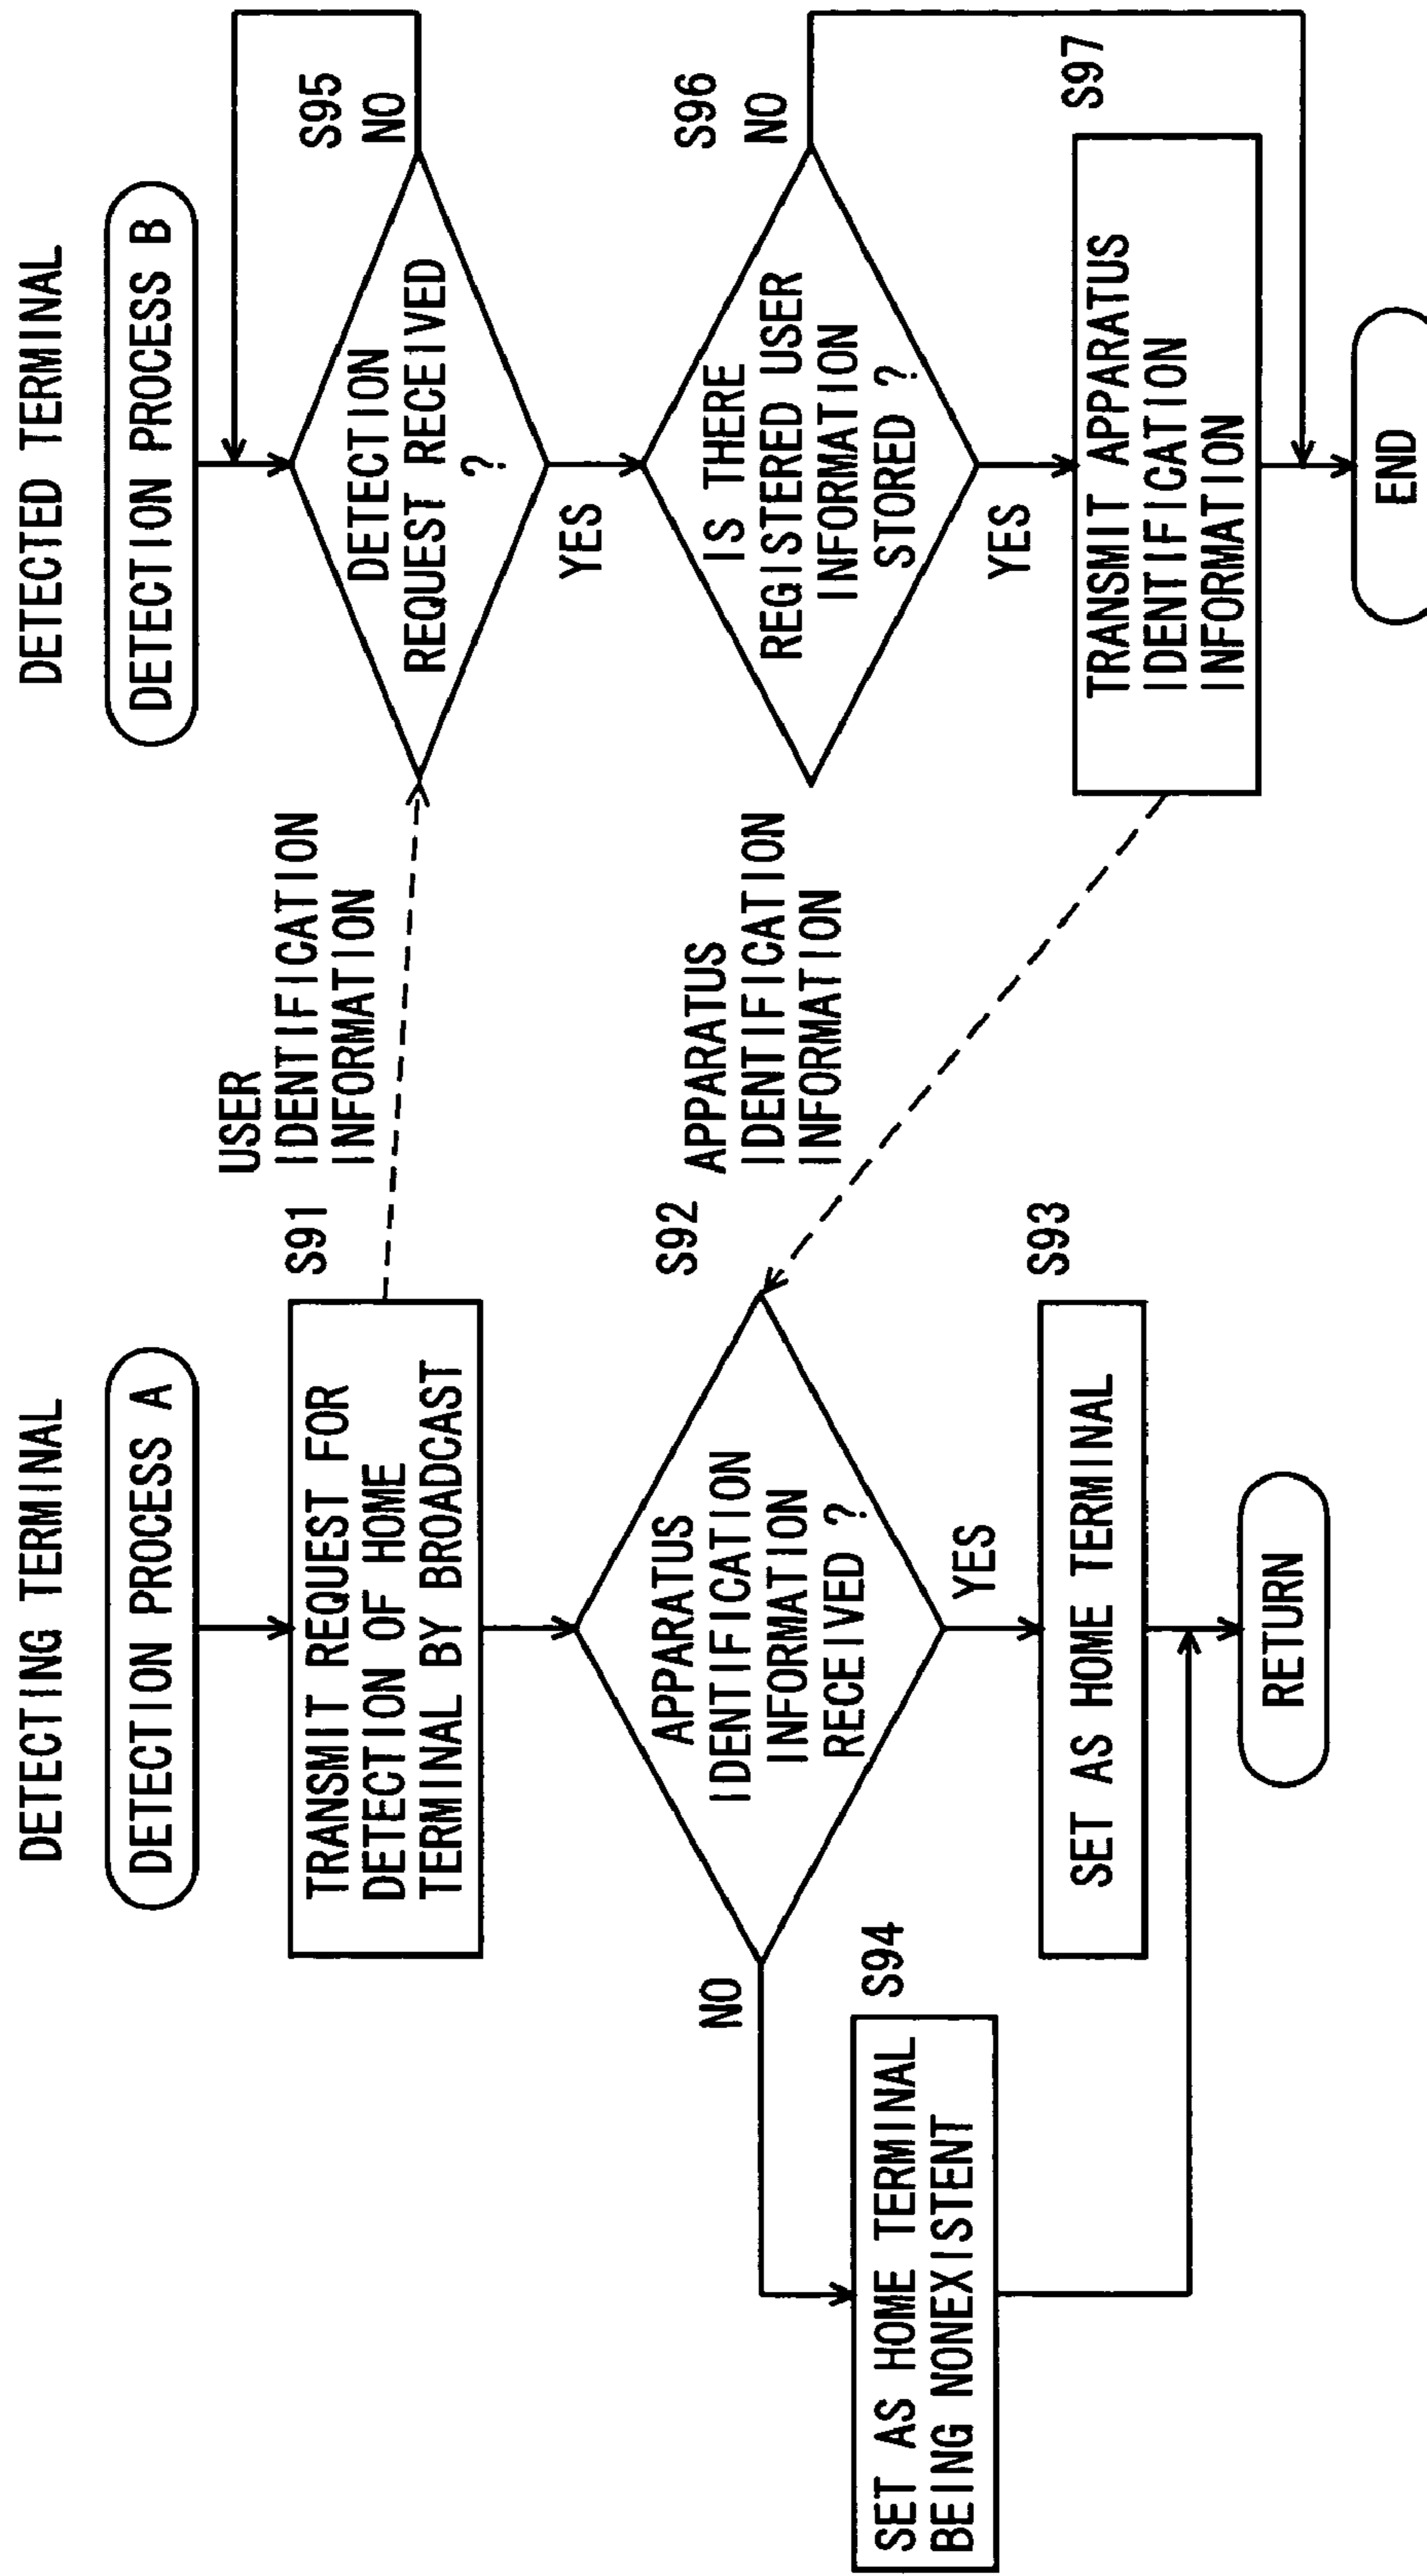 DETECTING TERMINAL
DETECTION PROCESS A
S91
TRANSMIT REQUEST FOR
DETECTION OF HOME
TERMINAL BY BROADCAST
USER
IDENTIFICATION
INFORMATION
S92
APPARATUS
IDENTIFICATION
INFORMATION
RECEIVED ?
NO
YES
APPARATUS
IDENTIFICATION
INFORMATION
S94
SET AS HOME TERMINAL
BEING NONEXISTENT
S93
SET AS HOME TERMINAL
RETURN
DETECTED TERMINAL
DETECTION PROCESS B
S95
NO
DETECTION
REQUEST RECEIVED
?
YES
S96
NO
IS THERE
REGISTERED USER
INFORMATION
STORED ?
YES
S97
TRANSMIT APPARATUS
IDENTIFICATION
INFORMATION
END